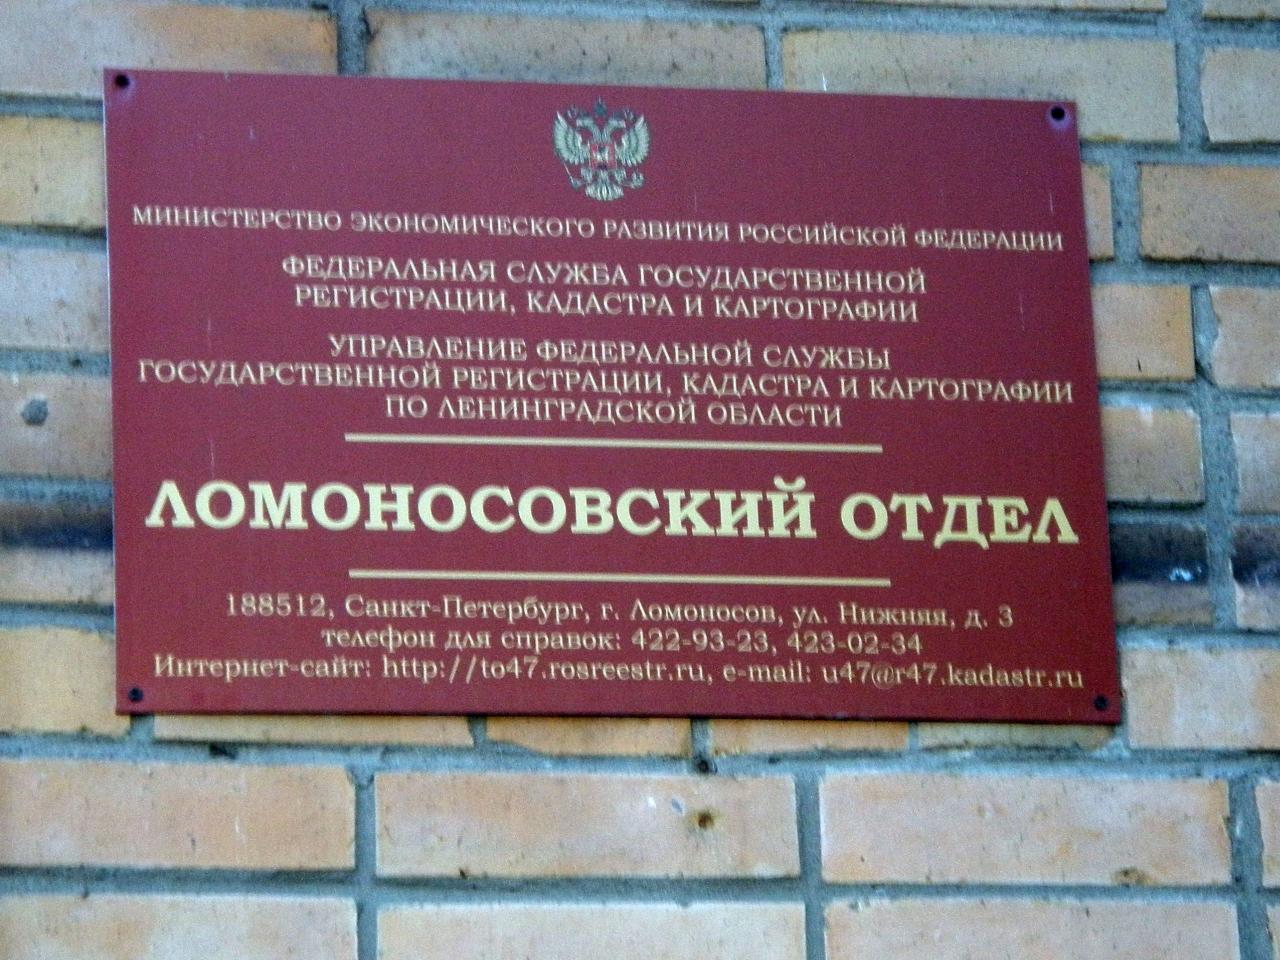 МИНИСТЕРСТВО ЭКОНОМИЧЕСКОГО РАЗВИТИЯ РОССИЙСКОЙ ФЕДЕРАЦИИ
ФЕДЕРАЛЬНАЯ СЛУЖБА ГОСУДАРСТВЕННОЙ
РЕГИСТРАЦИИ, КАДАСТРА И КАРТОГРАФИИ
УПРАВЛЕНИЕ ФЕДЕРАЛЬНОЙ СЛУЖБЫ
ГОСУДАРСТВЕННОЙ РЕГИСТРАЦИИ, КАДАСТРА И КАРТОГРАФИИ
ПО ЛЕНИНГРАДСКОЙ ОБЛАСТИ
ЛОМОНОСОВСКИЙ ОТДЕЛ
188512, Санкт-Петербург, г. Ломоносов, ул. Нижняя, д. 3
телефон для справок: 422-93-23, 423-02-34
Интернет-сайт: http://to47.rosreestr.ru, e-mail: u47@r47.kadastr.ru